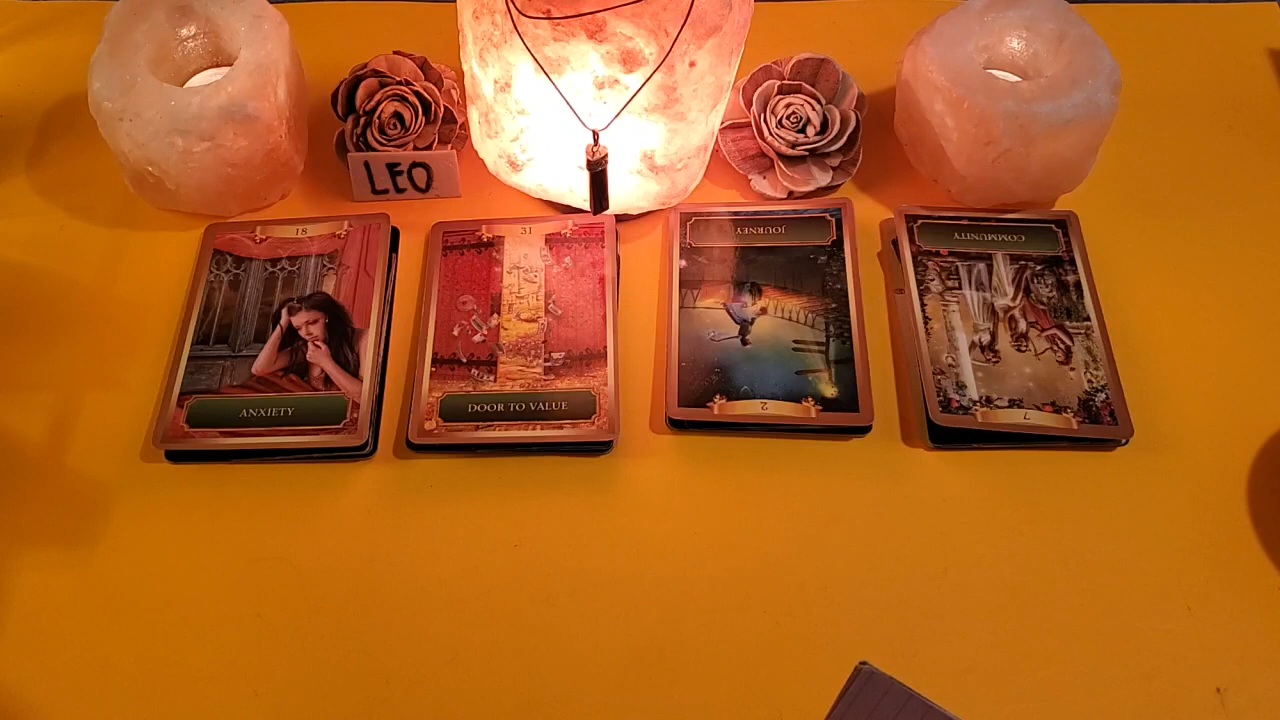 LEO
18
ANXIETY
31
DOOR TO VALUE
JOURNEY
2
COMMUNITY
7